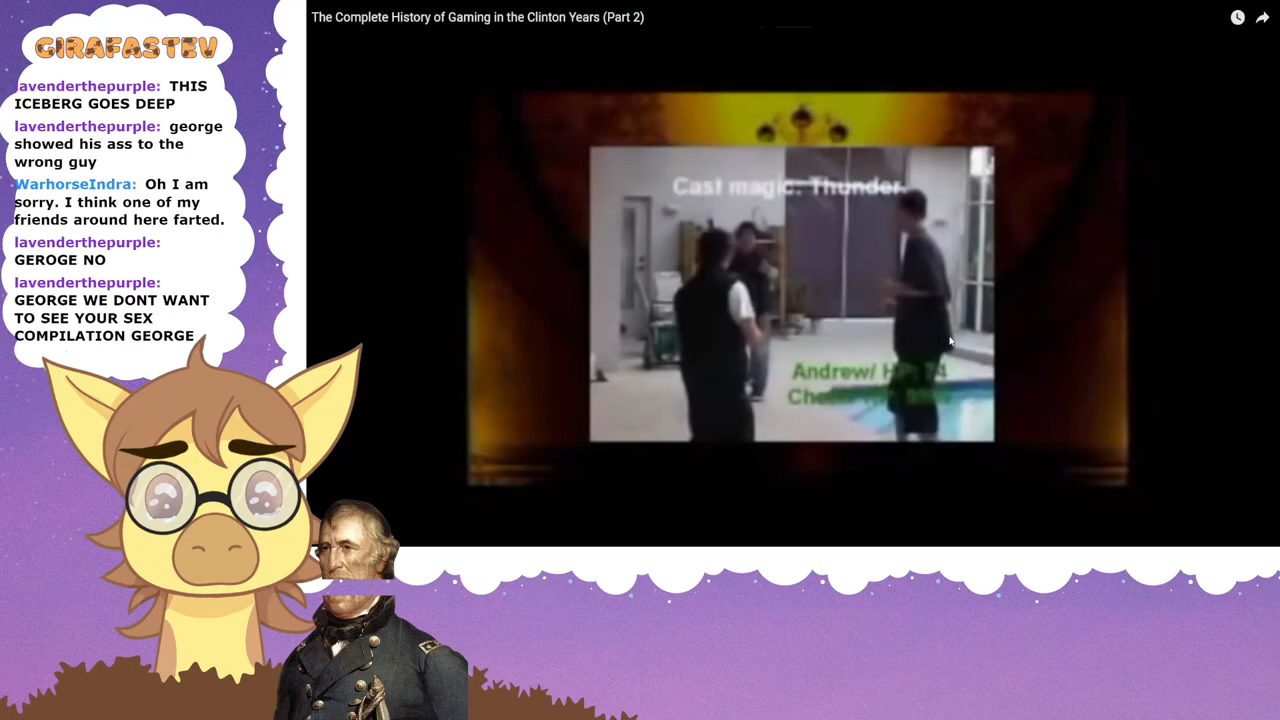 The Complete History of Gaming in the Clinton Years (Part 2)
GIRAFASTEV
lavenderthepurple: THIS
ICEBERG GOES DEEP
lavenderthepurple: george
showed his ass to the
wrong guy
WarhorseIndra: Oh I am
sorry. I think one of my
friends around here farted.
lavenderthepurple:
GEROGE NO
lavenderthepurple:
GEORGE WE DONT WANT
TO SEE YOUR SEX
COMPILATION GEORGE
Cast magic: Thunder
Andrew/